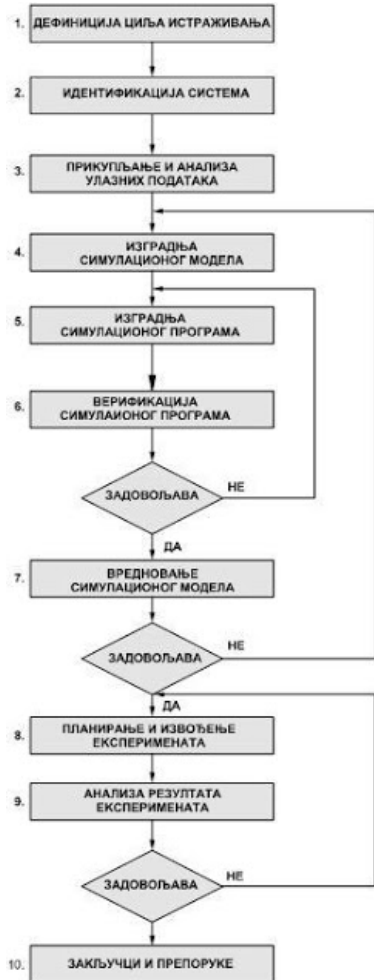 1. ДЕФИНИЦИЈА ЦИЉА ИСТРАЖИВАЊА
2. ИДЕНТИФИКАЦИЈА СИСТЕМА
3. ПРИКУПЉАЊЕ И АНАЛИЗА
УЛАЗНИХ ПОДАТАКА
4. ИЗГРАДЊА
СИМУЛАЦИОНОГ МОДЕЛА
5. ИЗГРАДЊА
СИМУЛАЦИОНОГ ПРОГРАМА
6. ВЕРИФИКАЦИЈА
СИМУЛАИОНОГ ПРОГРАМА
ЗАДОВОЉАВА
НЕ
ДА
7. ВРЕДНОВАЊЕ
СИМУЛАЦИОНОГ МОДЕЛА
ЗАДОВОЉАВА
НЕ
ДА
8. ПЛАНИРАЊЕ И ИЗВОЂЕЊЕ
ЕКСПЕРИМЕНАТА
9. АНАЛИЗА РЕЗУЛТАТА
ЕКСПЕРИМЕНАТА
ЗАДОВОЉАВА
НЕ
10. ЗАКЉУЧЦИ И ПРЕПОРУКЕ